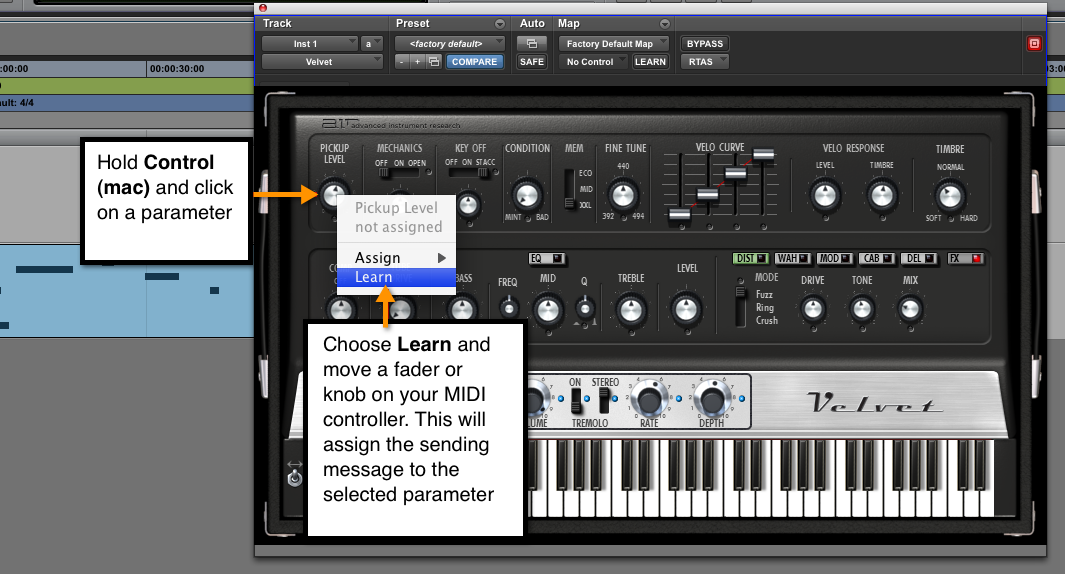 Track
Preset
Auto
Map
Inst 1
a
<factory default>
Factory Default Map
BYPASS
Velvet
-
+
COMPARE
SAFE
No Control
LEARN
RTAS
:00:00
00:00:30:00
03:0
0
ult: 4/4
Hold Control
(mac) and click
on a parameter
AIR advanced instrument research
PICKUP
LEVEL
MECHANICS
OFF ON OPEN
KEY OFF
OFF ON STACC
CONDITION
MINT
BAD
MEM
ECO
MID
XXL
FINE TUNE
440
392
494
VELO CURVE
VELO RESPONSE
LEVEL
TIMBRE
TIMBRE
NORMAL
SOFT
HARD
Pickup Level
not assigned
Assign
Learn
CO
BASS
EQ
FREQ
MID
Q
TREBLE
LEVEL
DIST
WAH
MOD
CAB
DEL
FX
MODE
Fuzz
Ring
Crush
DRIVE
TONE
MIX
Choose Learn and
move a fader or
knob on your MIDI
controller. This will
assign the sending
message to the
selected parameter
UME
ON
STEREO
TREMOLO
RATE
DEPTH
Velvet